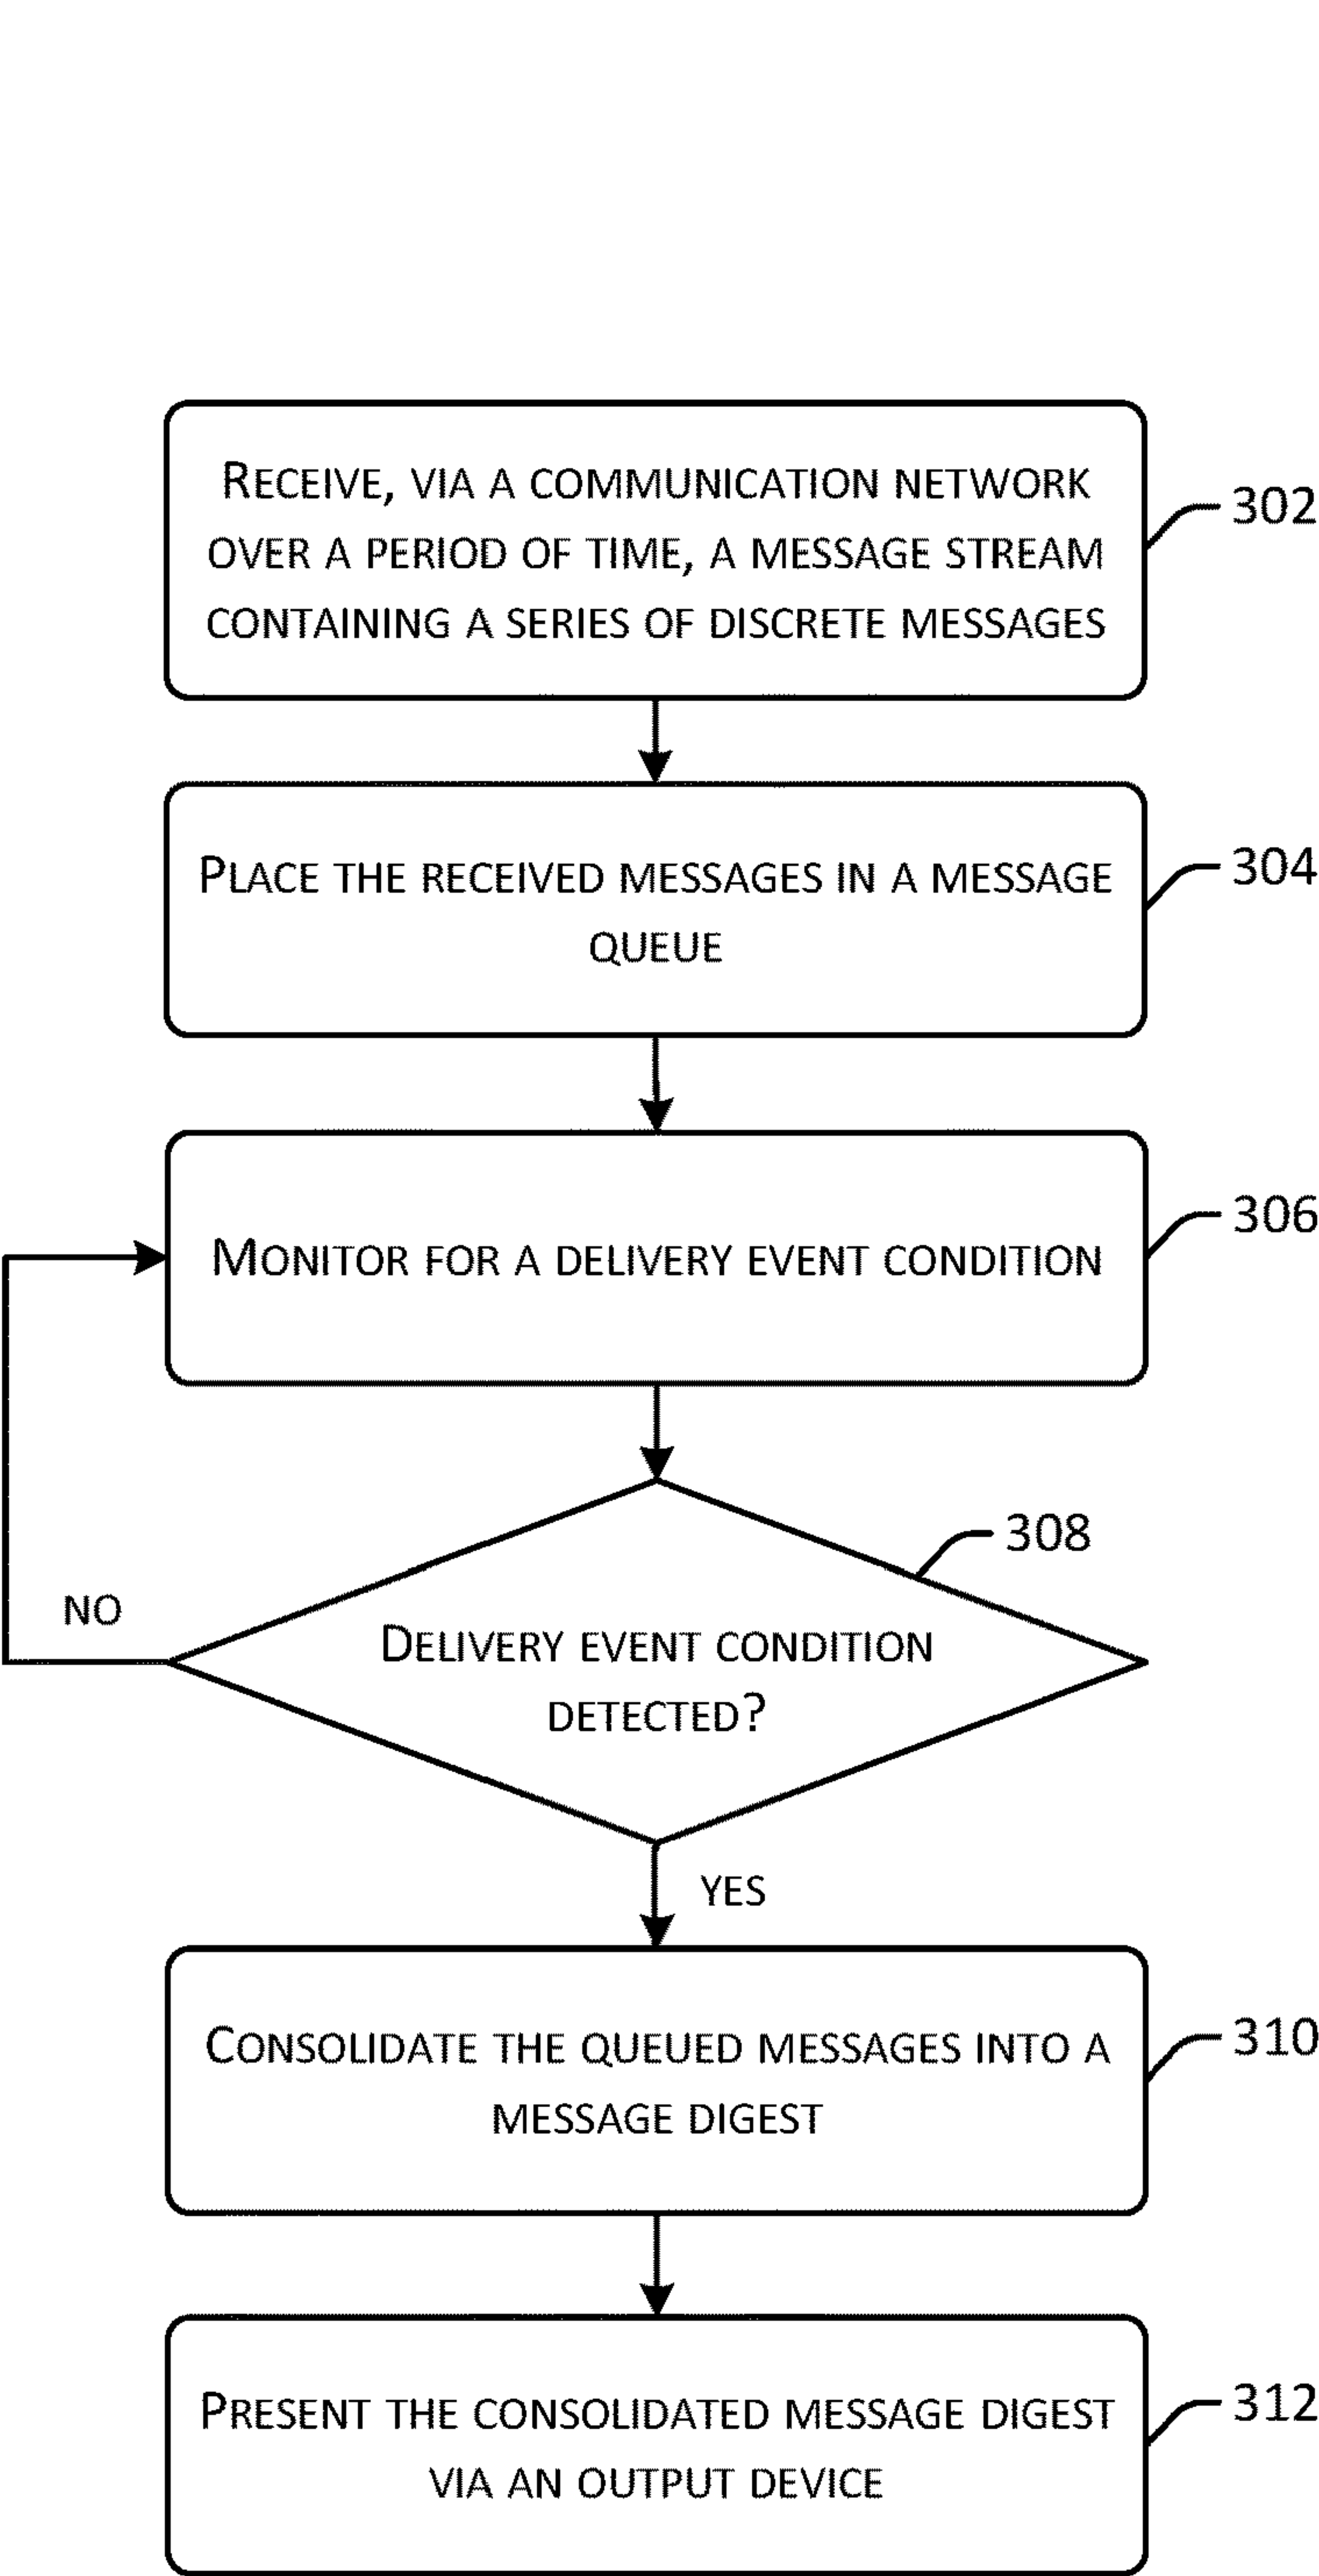 RECEIVE, VIA A COMMUNICATION NETWORK
OVER A PERIOD OF TIME, A MESSAGE STREAM
CONTAINING A SERIES OF DISCRETE MESSAGES
302
PLACE THE RECEIVED MESSAGES IN A MESSAGE
QUEUE
304
MONITOR FOR A DELIVERY EVENT CONDITION
306
308
NO
DELIVERY EVENT CONDITION
DETECTED?
YES
CONSOLIDATE THE QUEUED MESSAGES INTO A
MESSAGE DIGEST
310
PRESENT THE CONSOLIDATED MESSAGE DIGEST
VIA AN OUTPUT DEVICE
312